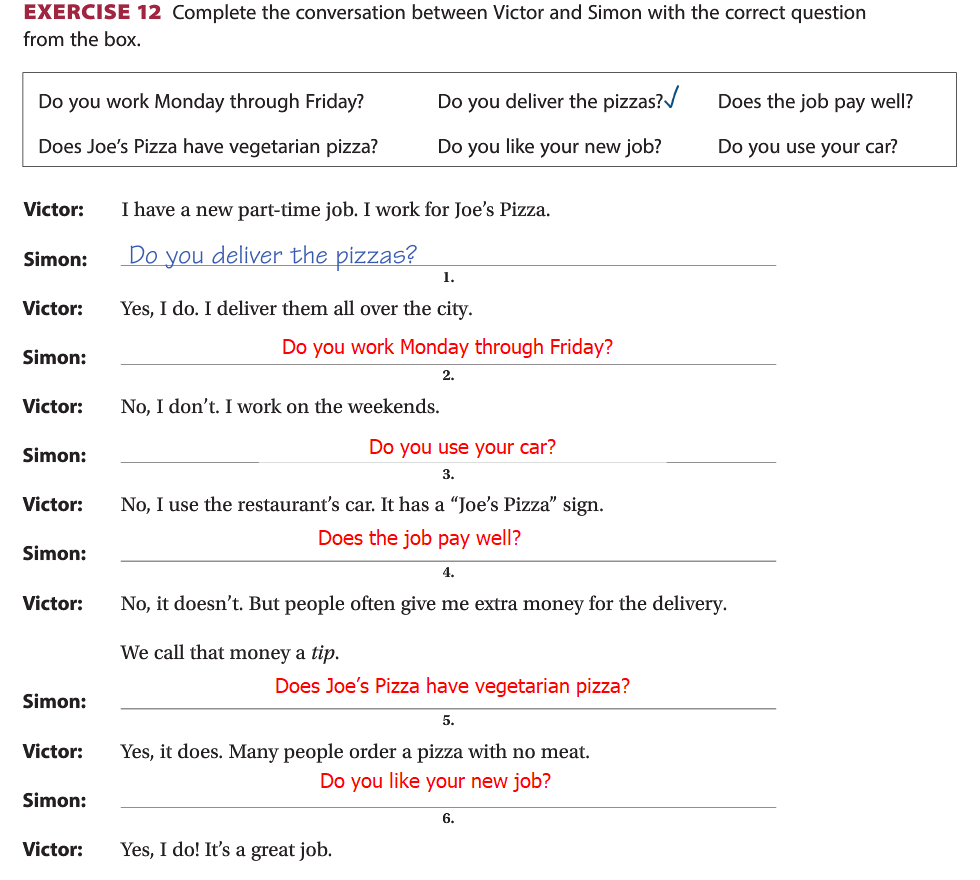 EXERCISE 12 Complete the conversation between Victor and Simon with the correct question
from the box.
Do you work Monday through Friday? Do you deliver the pizzas?✓ Does the job pay well?
Does Joe's Pizza have vegetarian pizza? Do you like your new job? Do you use your car?
Victor: I have a new part-time job. I work for Joe's Pizza.
Simon: Do you deliver the pizzas?
1.
Victor: Yes, I do. I deliver them all over the city.
Simon: Do you work Monday through Friday?
2.
Victor: No, I don't. I work on the weekends.
Simon: Do you use your car?
3.
Victor: No, I use the restaurant's car. It has a “Joe's Pizza” sign.
Simon: Does the job pay well?
4.
Victor: No, it doesn't. But people often give me extra money for the delivery.
We call that money a tip.
Simon: Does Joe's Pizza have vegetarian pizza?
5.
Victor: Yes, it does. Many people order a pizza with no meat.
Simon: Do you like your new job?
6.
Victor: Yes, I do! It's a great job.